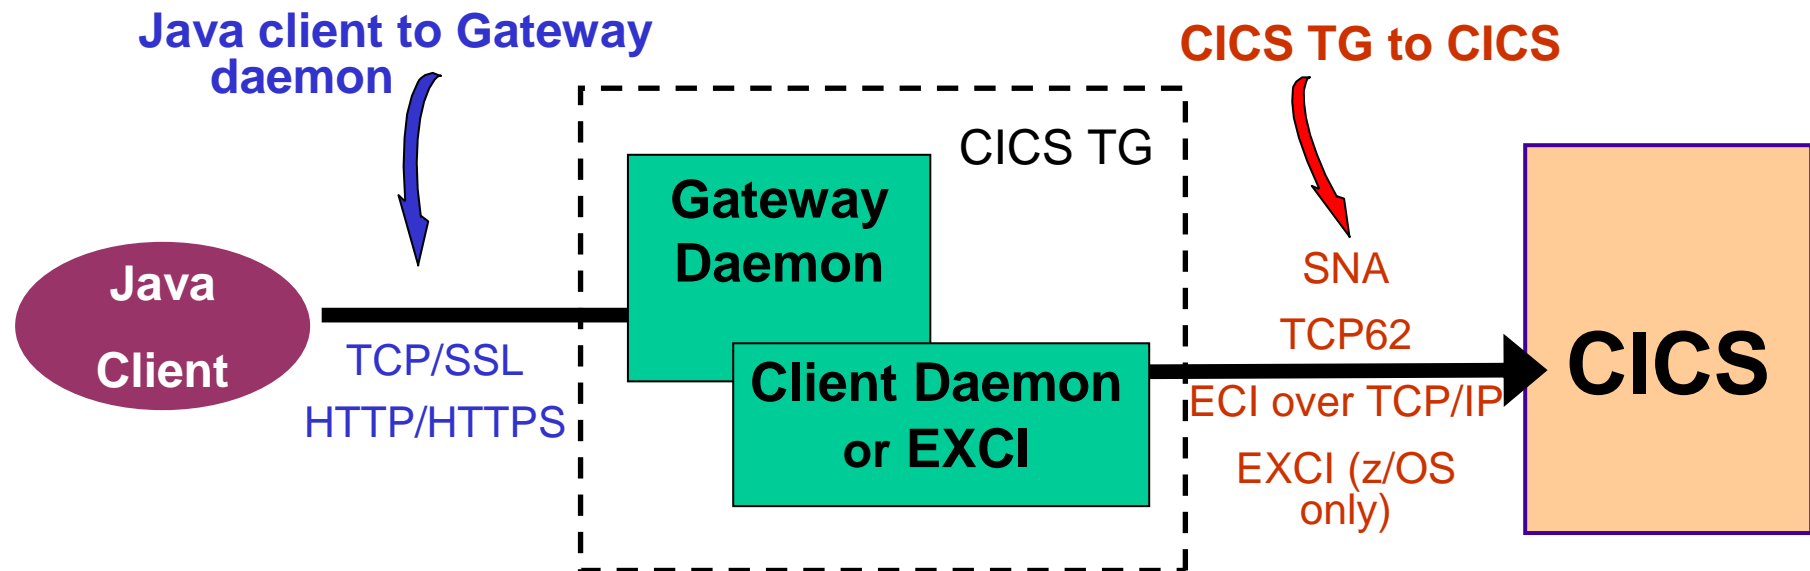 Java client to Gateway
daemon
CICS TG to CICS
CICS TG
Gateway
Daemon
Java
Client
TCP/SSL
HTTP/HTTPS
Client Daemon
or EXCI
SNA
TCP62
ECI over TCP/IP
EXCI (z/OS
only)
CICS